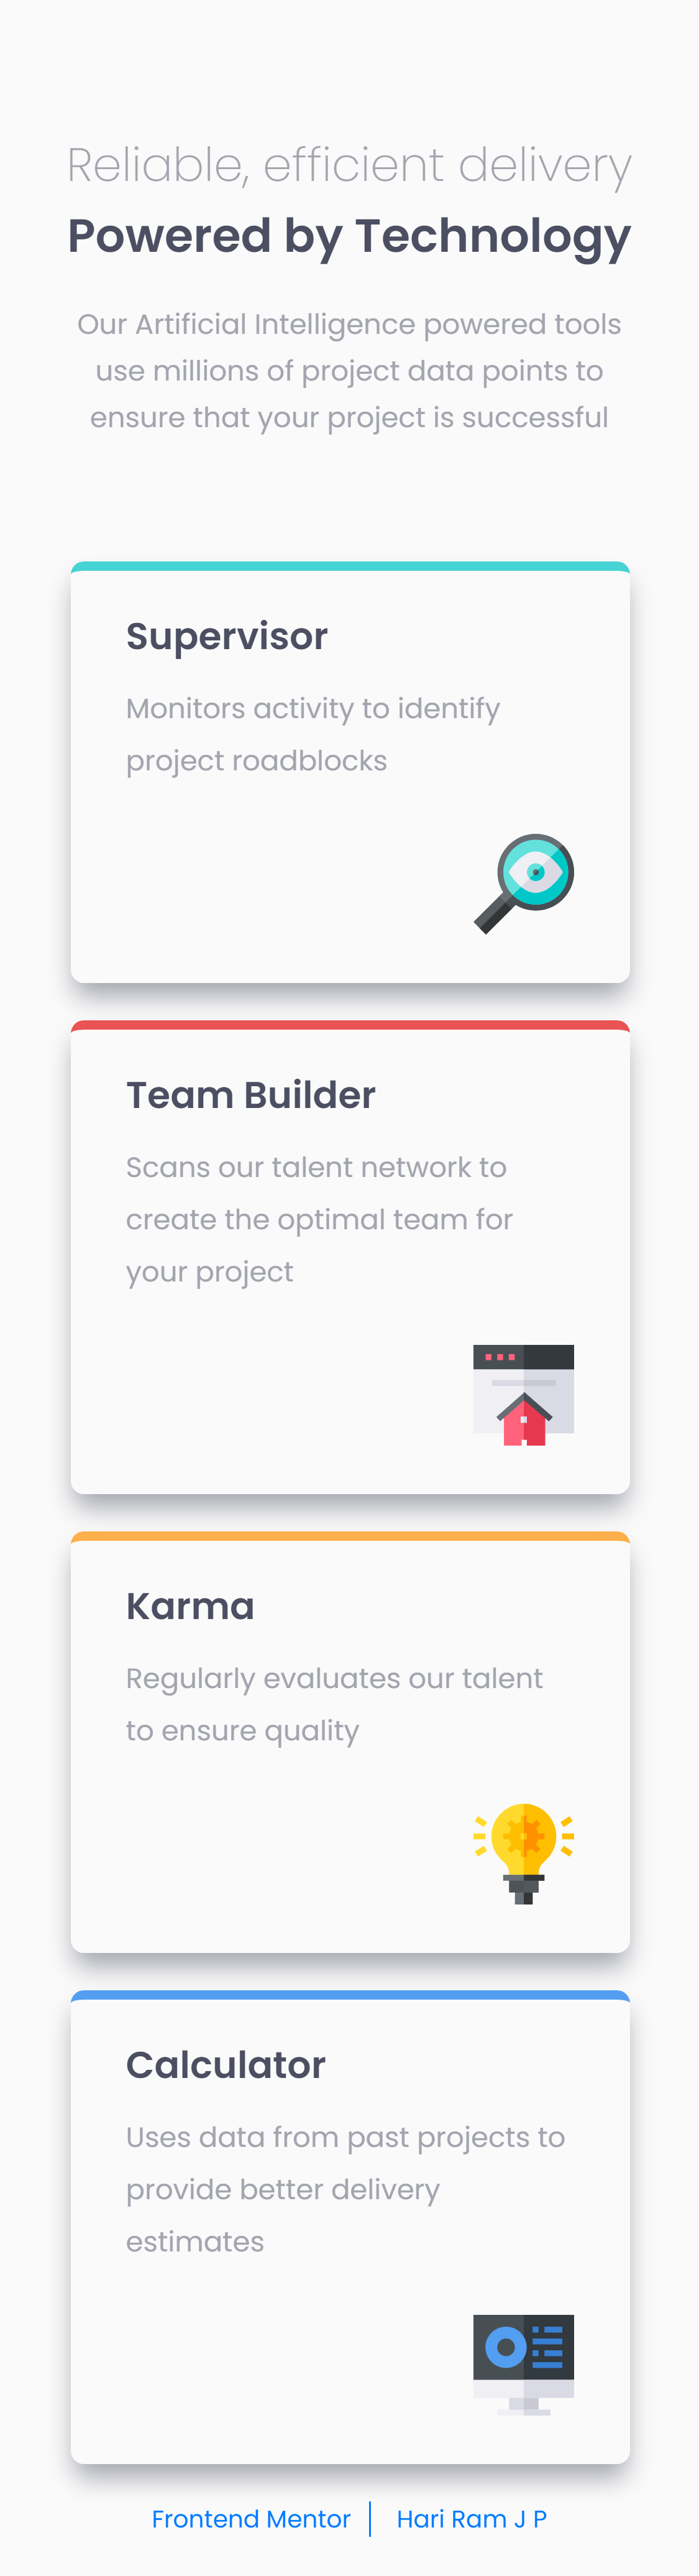 Reliable, efficient delivery
Powered by Technology
Our Artificial Intelligence powered tools
use millions of project data points to
ensure that your project is successful
Supervisor
Monitors activity to identify
project roadblocks
Team Builder
Scans our talent network to
create the optimal team for
your project
Karma
Regularly evaluates our talent
to ensure quality
Calculator
Uses data from past projects to
provide better delivery
estimates
Frontend Mentor | Hari Ram J P